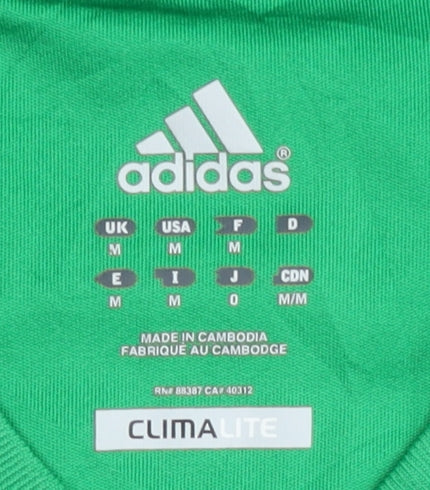 adidas®
UK USA F D
M M M
E I J CDN
M M O M/M
MADE IN CAMBODIA
FABRIQUÉ AU CAMBODGE
RN# 88387 CA# 40312
CLIMALITE